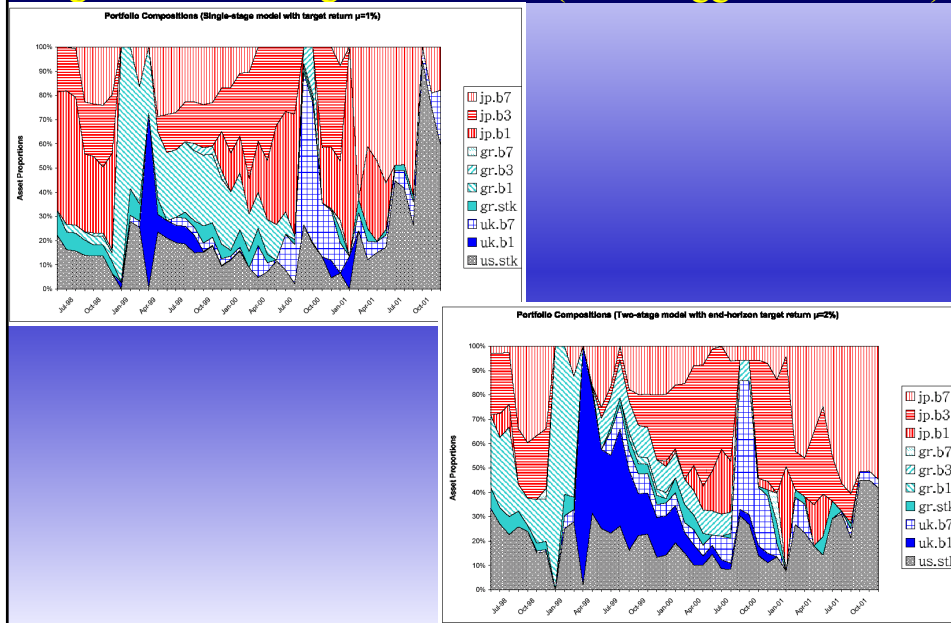 Portfolio Compositions (Single-stage model with target return µ=1%)
100%
90%
80%
70%
60%
50%
40%
30%
20%
10%
0%
Asset Proportions
Jul-98
Oct-98
Jan-99
Apr-99
Jul-99
Oct-99
Jan-00
Apr-00
Jul-00
Oct-00
Jan-01
Apr-01
Jul-01
Oct-01
jp.b7
jp.b3
jp.b1
gr.b7
gr.b3
gr.b1
gr.stk
uk.b7
uk.b1
us.stk
Portfolio Compositions (Two-stage model with end-horizon target return µ=2%)
100%
90%
80%
70%
60%
50%
40%
30%
20%
10%
0%
Asset Proportions
Jul-98
Oct-98
Jan-99
Apr-99
Jul-99
Oct-99
Jan-00
Apr-00
Jul-00
Oct-00
Jan-01
Apr-01
Jul-01
Oct-01
jp.b7
jp.b3
jp.b1
gr.b7
gr.b3
gr.b1
gr.stk
uk.b7
uk.b1
us.stk